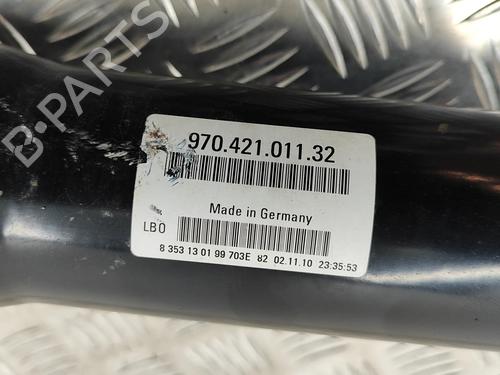 B-PARTS
970.421.011.32
Made in Germany
LB0
8 353 13 01 99 703E 82 02.11.10 23:35:53